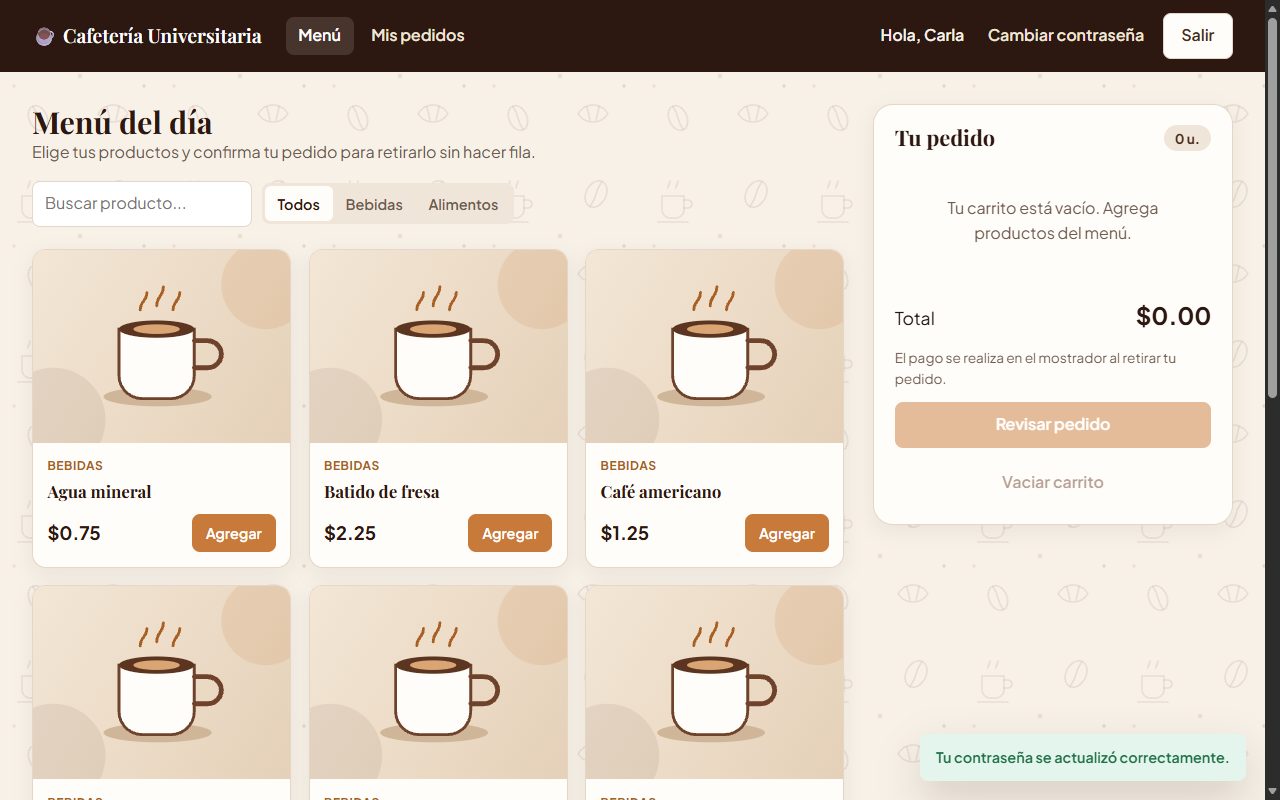 Cafetería Universitaria
Menú
Mis pedidos
Hola, Carla
Cambiar contraseña
Salir
Menú del día
Elige tus productos y confirma tu pedido para retirarlo sin hacer fila.
Buscar producto...
Todos
Bebidas
Alimentos
BEBIDAS
Agua mineral
$0.75
Agregar
BEBIDAS
Batido de fresa
$2.25
Agregar
BEBIDAS
Café americano
$1.25
Agregar
Tu pedido
0 u.
Tu carrito está vacío. Agrega
productos del menú.
Total
$0.00
El pago se realiza en el mostrador al retirar tu
pedido.
Revisar pedido
Vaciar carrito
Tu contraseña se actualizó correctamente.